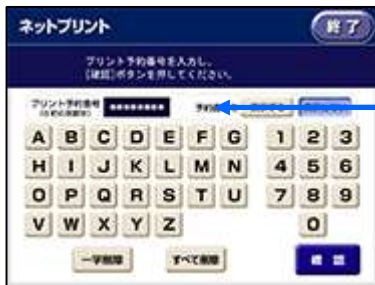 ネットプリント
終了
プリント予約番号を入力し、
【確認】ボタンを押してください。
プリント予約番号
********
A B C D E F G 1 2 3
H I J K L M N 4 5 6
O P Q R S T U 7 8 9
V W X Y Z 0
一字削除 すべて削除 確認